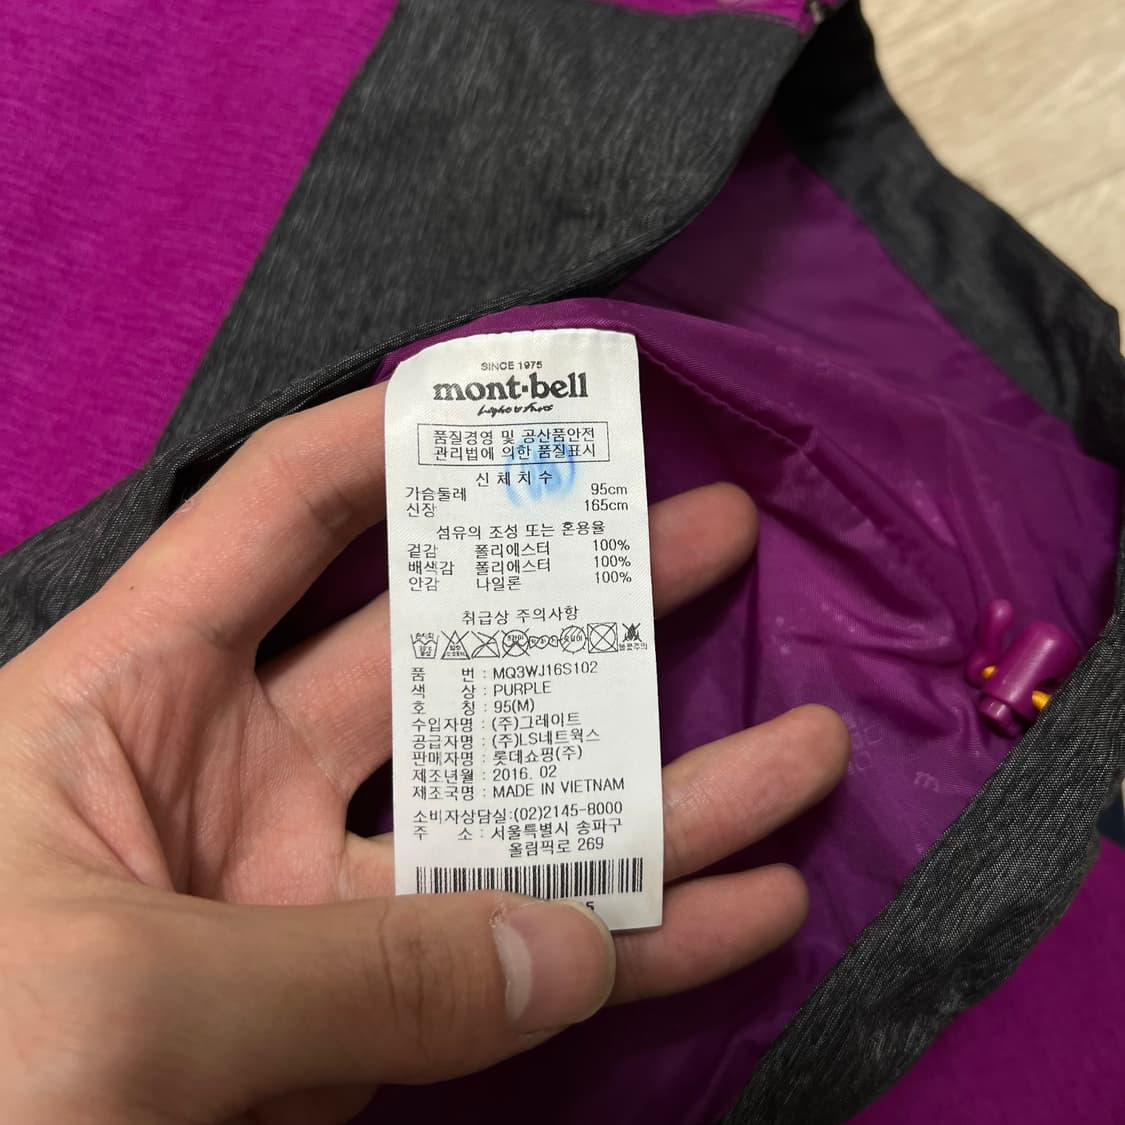 SINCE 1975
mont-bell
Light & Fast
품질경영 및 공산품안전
관리법에 의한 품질표시
신 체 치 수
가슴둘레 95cm
신장 165cm
섬유의 조성 또는 혼용율
겉감 폴리에스터 100%
배색감 폴리에스터 100%
안감 나일론 100%
취급상 주의사항
불꽃주의
품 번 : MQ3WJ16S102
색 상 : PURPLE
호 칭 : 95(M)
수입자명 : (주)그레이트
공급자명 : (주)LS네트웍스
판매자명 : 롯데쇼핑(주)
제조년월 : 2016. 02
제조국명 : MADE IN VIETNAM
소비자상담실:(02)2145-8000
주 소 : 서울특별시 송파구
올림픽로 269